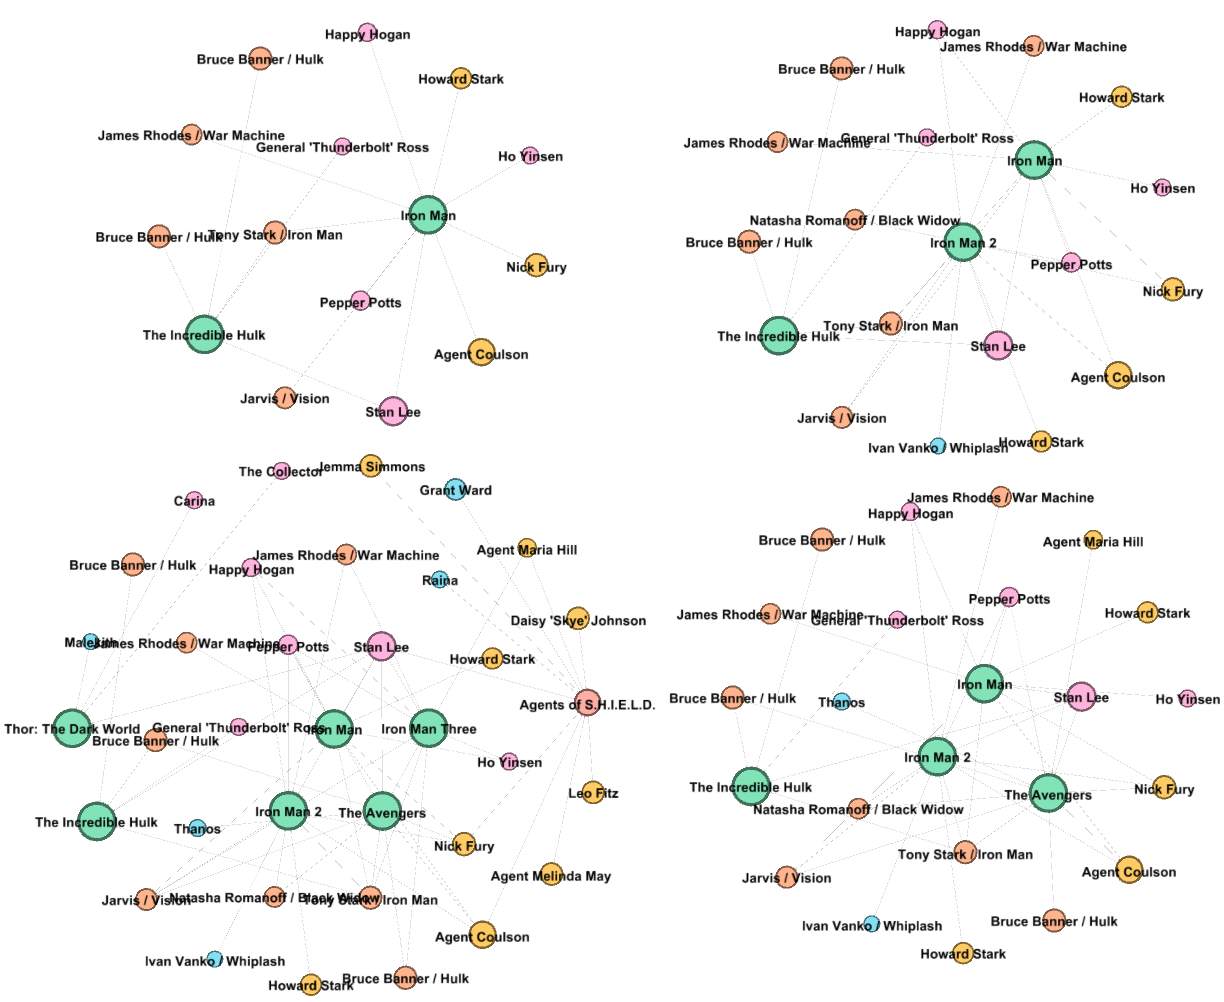 Happy Hogan
Bruce Banner / Hulk
Howard Stark
James Rhodes / War Machine
General 'Thunderbolt' Ross
Ho Yinsen
Iron Man
Bruce Banner / Hulk
Tony Stark / Iron Man
Nick Fury
Pepper Potts
The Incredible Hulk
Agent Coulson
Jarvis / Vision
Stan Lee
Happy Hogan
James Rhodes / War Machine
Bruce Banner / Hulk
Howard Stark
James Rhodes / War Machine
General 'Thunderbolt' Ross
Iron Man
Ho Yinsen
Natasha Romanoff / Black Widow
Bruce Banner / Hulk
Iron Man 2
Pepper Potts
Nick Fury
Tony Stark / Iron Man
The Incredible Hulk
Stan Lee
Agent Coulson
Jarvis / Vision
Ivan Vanko / Whiplash
Howard Stark
The Collector
Jemma Simmons
Grant Ward
Carina
Agent Maria Hill
James Rhodes / War Machine
Bruce Banner / Hulk
Happy Hogan
Raina
Daisy 'Skye' Johnson
Malekith
James Rhodes / War Machine
Pepper Potts
Stan Lee
Howard Stark
Agents of S.H.I.E.L.D.
Thor: The Dark World
General 'Thunderbolt' Ross
Iron Man
Iron Man Three
Bruce Banner / Hulk
Ho Yinsen
Leo Fitz
The Incredible Hulk
Thanos
Iron Man 2
The Avengers
Nick Fury
Agent Melinda May
Jarvis / Vision
Natasha Romanoff / Black Widow
Tony Stark / Iron Man
Agent Coulson
Ivan Vanko / Whiplash
Howard Stark
Bruce Banner / Hulk
James Rhodes / War Machine
Happy Hogan
Bruce Banner / Hulk
Agent Maria Hill
Pepper Potts
James Rhodes / War Machine
General 'Thunderbolt' Ross
Howard Stark
Iron Man
Bruce Banner / Hulk
Thanos
Stan Lee
Ho Yinsen
Iron Man 2
The Incredible Hulk
The Avengers
Nick Fury
Natasha Romanoff / Black Widow
Tony Stark / Iron Man
Jarvis / Vision
Agent Coulson
Ivan Vanko / Whiplash
Bruce Banner / Hulk
Howard Stark